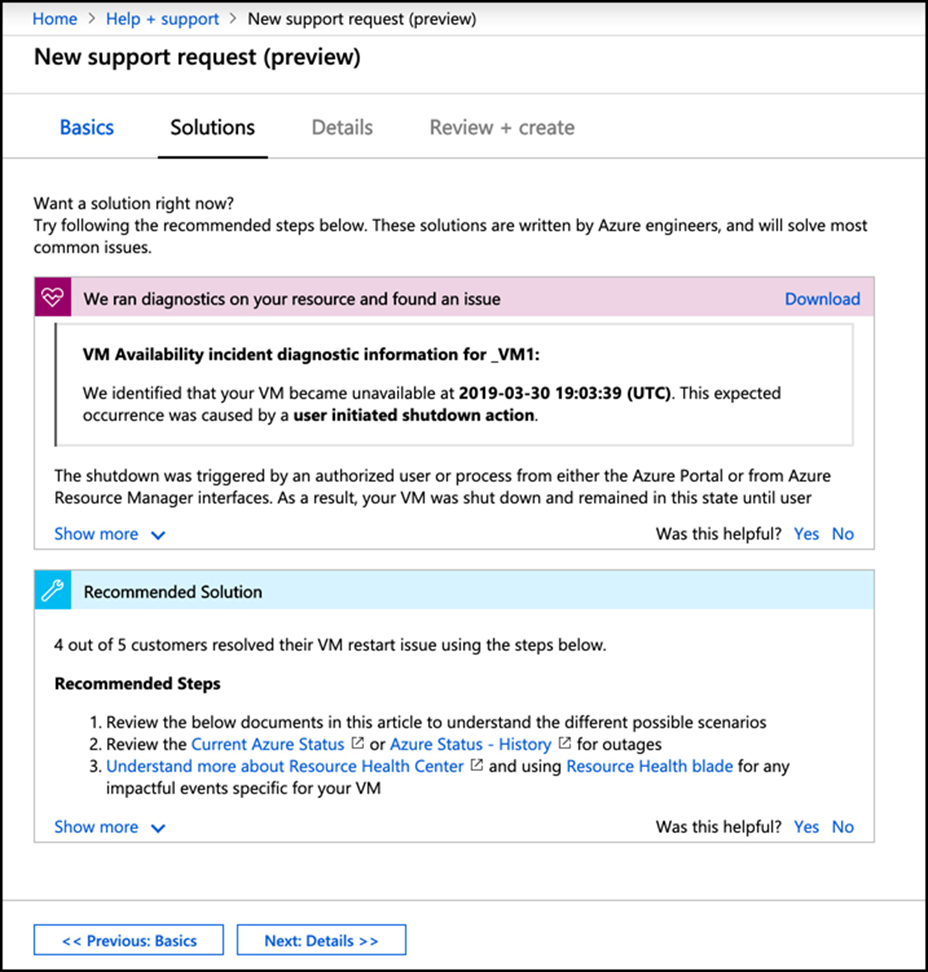 Home > Help + support > New support request (preview)
New support request (preview)
Basics Solutions Details Review + create
Want a solution right now?
Try following the recommended steps below. These solutions are written by Azure engineers, and will solve most
common issues.
We ran diagnostics on your resource and found an issue Download
VM Availability incident diagnostic information for _VM1:
We identified that your VM became unavailable at 2019-03-30 19:03:39 (UTC). This expected
occurrence was caused by a user initiated shutdown action.
The shutdown was triggered by an authorized user or process from either the Azure Portal or from Azure
Resource Manager interfaces. As a result, your VM was shut down and remained in this state until user
Show more Was this helpful? Yes No
Recommended Solution
4 out of 5 customers resolved their VM restart issue using the steps below.
Recommended Steps
1. Review the below documents in this article to understand the different possible scenarios
2. Review the Current Azure Status or Azure Status - History for outages
3. Understand more about Resource Health Center and using Resource Health blade for any
impactful events specific for your VM
Show more Was this helpful? Yes No
<< Previous: Basics Next: Details >>